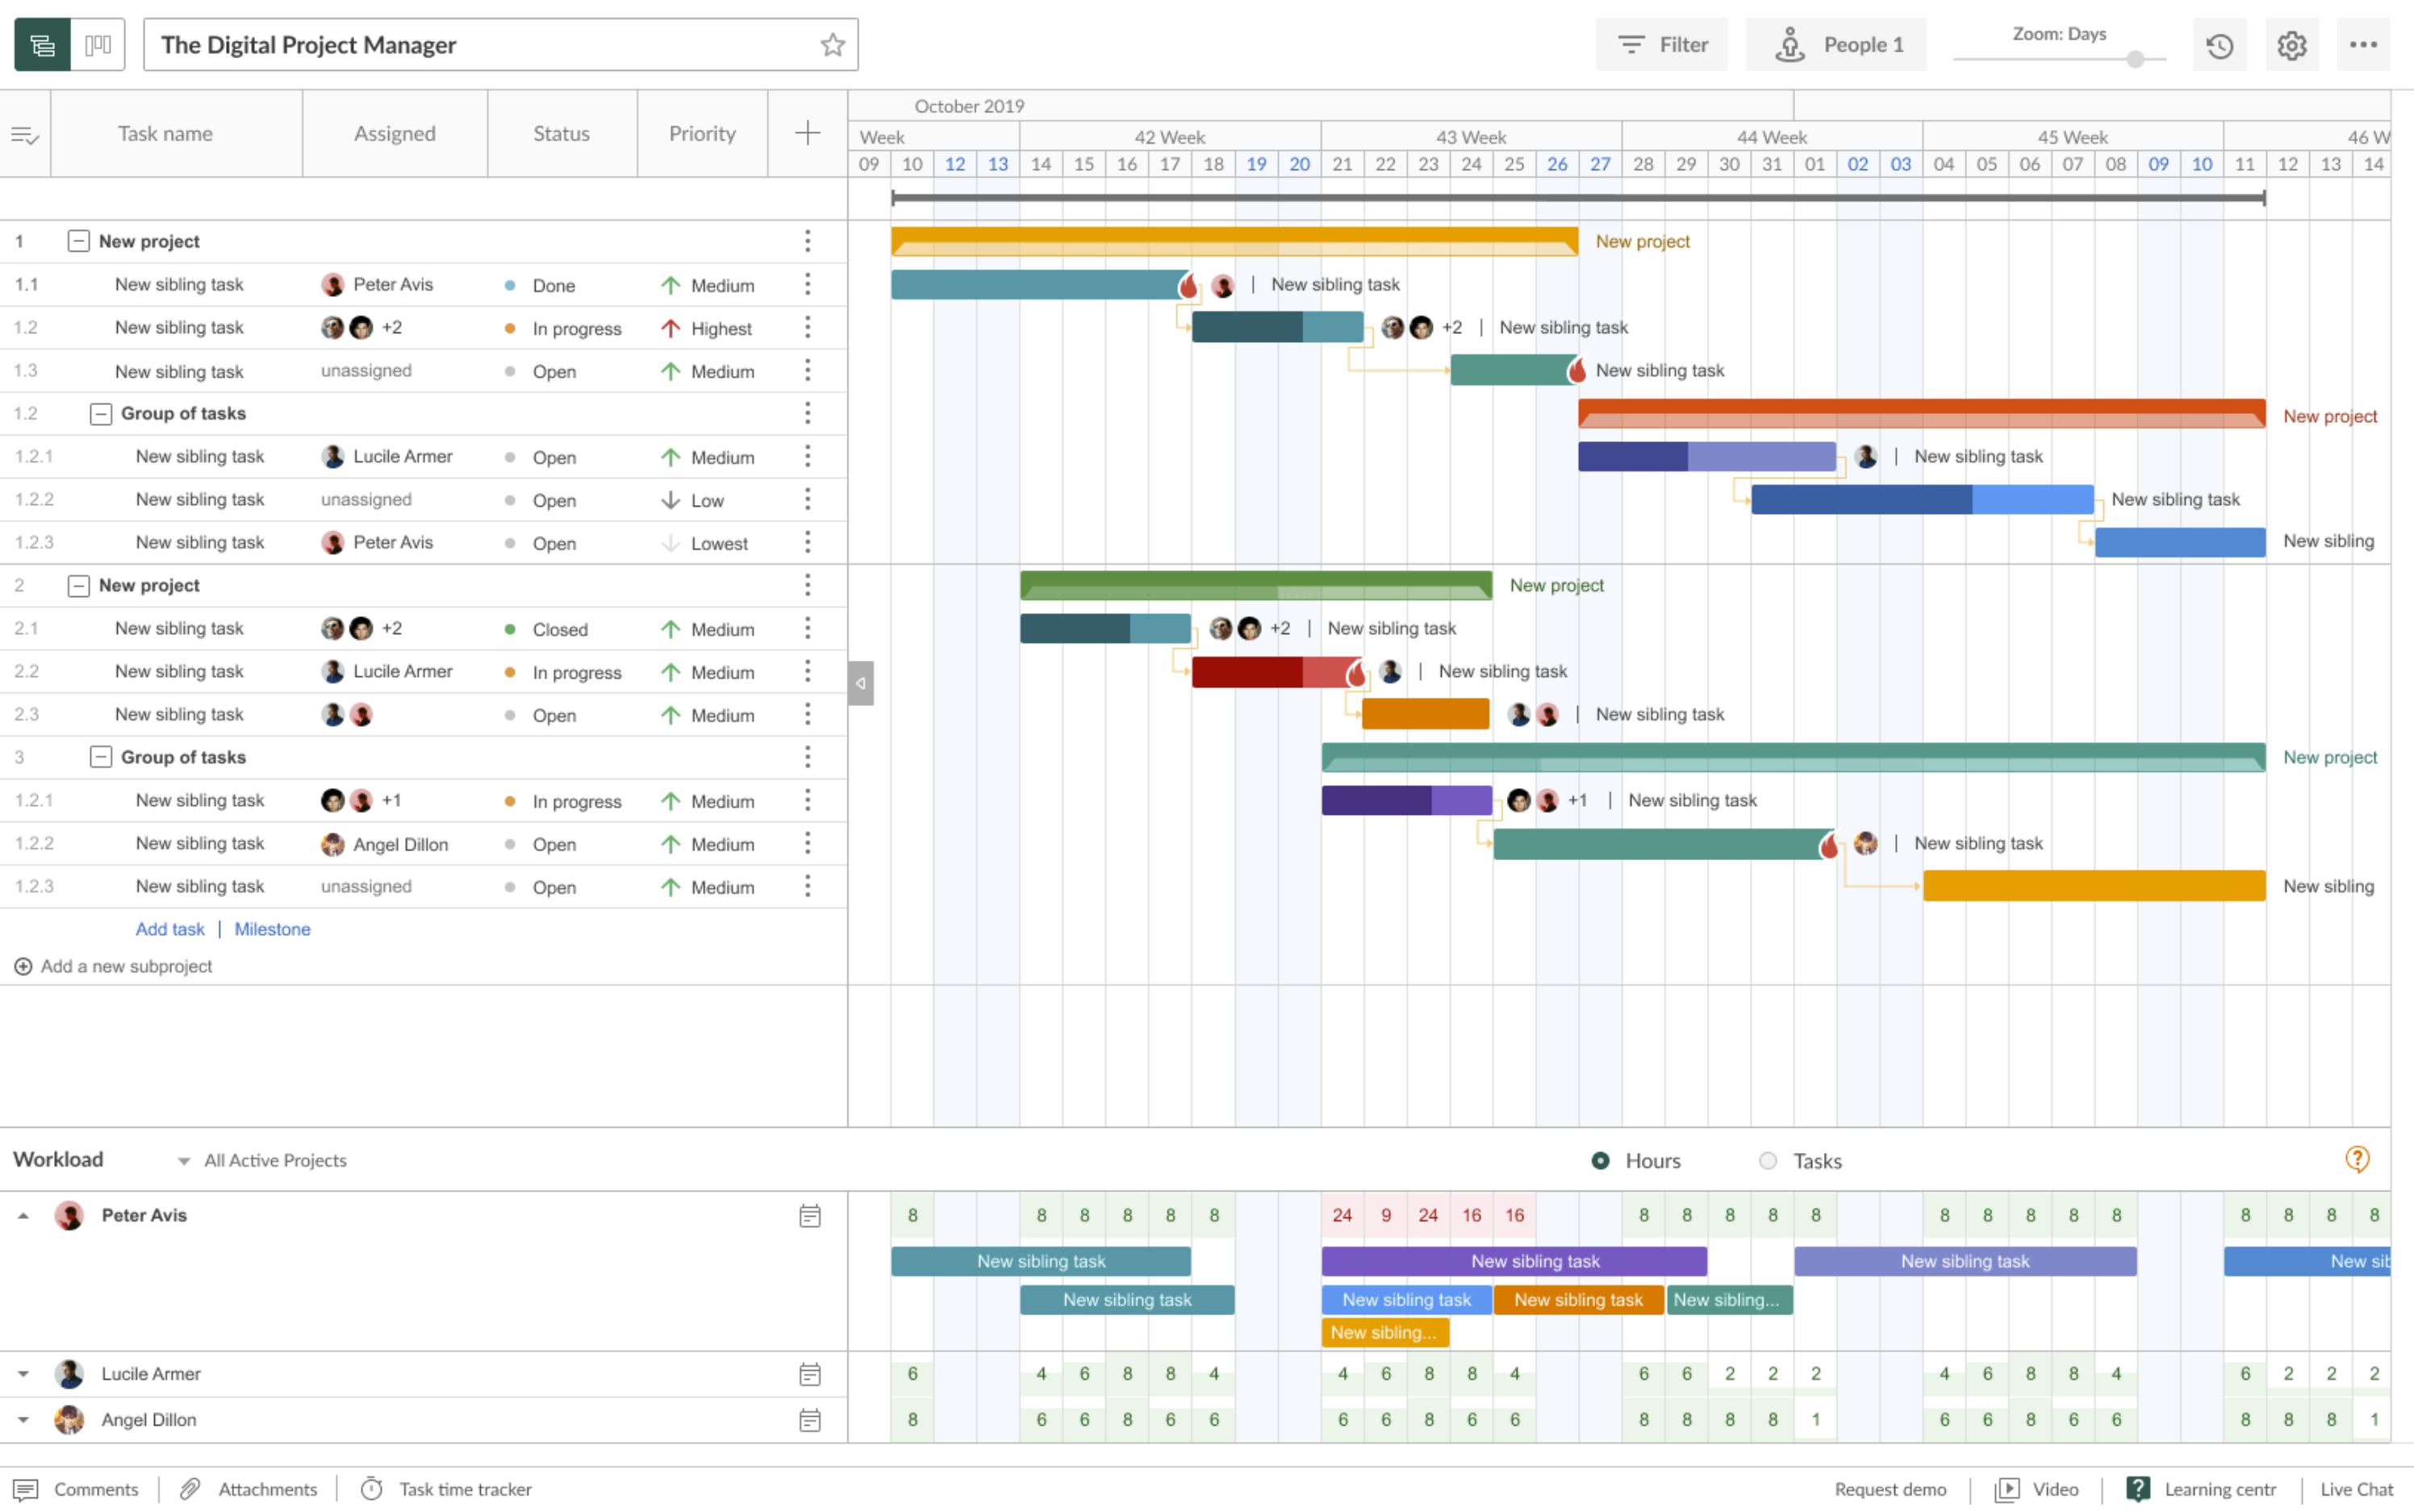 The Digital Project Manager
Filter
People 1
Zoom: Days
Task name Assigned Status Priority
October 2019
Week 42 Week 43 Week 44 Week 45 Week 46 W
09 10 12 13 14 15 16 17 18 19 20 21 22 23 24 25 26 27 28 29 30 31 01 02 03 04 05 06 07 08 09 10 11 12 13 14
1 New project New project
1.1 New sibling task Peter Avis Done Medium | New sibling task
1.2 New sibling task +2 In progress Highest +2 | New sibling task
1.3 New sibling task unassigned Open Medium New sibling task
1.2 Group of tasks New project
1.2.1 New sibling task Lucile Armer Open Medium | New sibling task
1.2.2 New sibling task unassigned Open Low New sibling task
1.2.3 New sibling task Peter Avis Open Lowest New sibling
2 New project New project
2.1 New sibling task +2 Closed Medium +2 | New sibling task
2.2 New sibling task Lucile Armer In progress Medium | New sibling task
2.3 New sibling task Open Medium | New sibling task
3 Group of tasks New project
1.2.1 New sibling task +1 In progress Medium +1 | New sibling task
1.2.2 New sibling task Angel Dillon Open Medium | New sibling task
1.2.3 New sibling task unassigned Open Medium New sibling
Add task | Milestone
Add a new subproject
Workload All Active Projects Hours Tasks ?
Peter Avis 8 8 8 8 8 8 24 9 24 16 16 8 8 8 8 8 8 8 8 8 8 8 8 8 8
New sibling task New sibling task New sibling task New sib
New sibling task New sibling task New sibling task New sibling...
New sibling...
Lucile Armer 6 4 6 8 8 4 4 6 8 8 4 6 6 2 2 2 4 6 8 8 4 6 2 2 2
Angel Dillon 8 6 6 8 6 6 6 6 8 6 6 8 8 8 8 1 6 6 8 6 6 8 8 8 1
Comments Attachments Task time tracker Request demo Video ? Learning centr Live Chat